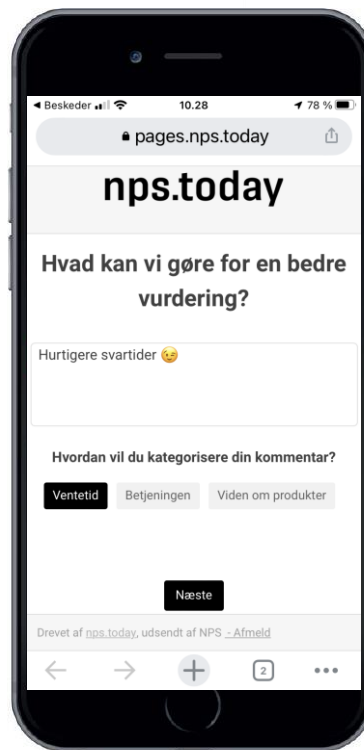 Beskeder 10.28 78 %
pages.nps.today
nps.today
Hvad kan vi gøre for en bedre
vurdering?
Hurtigere svartider 😉
Hvordan vil du kategorisere din kommentar?
Ventetid Betjeningen Viden om produkter
Næste
Drevet af nps.today, udsendt af NPS - Afmeld
2